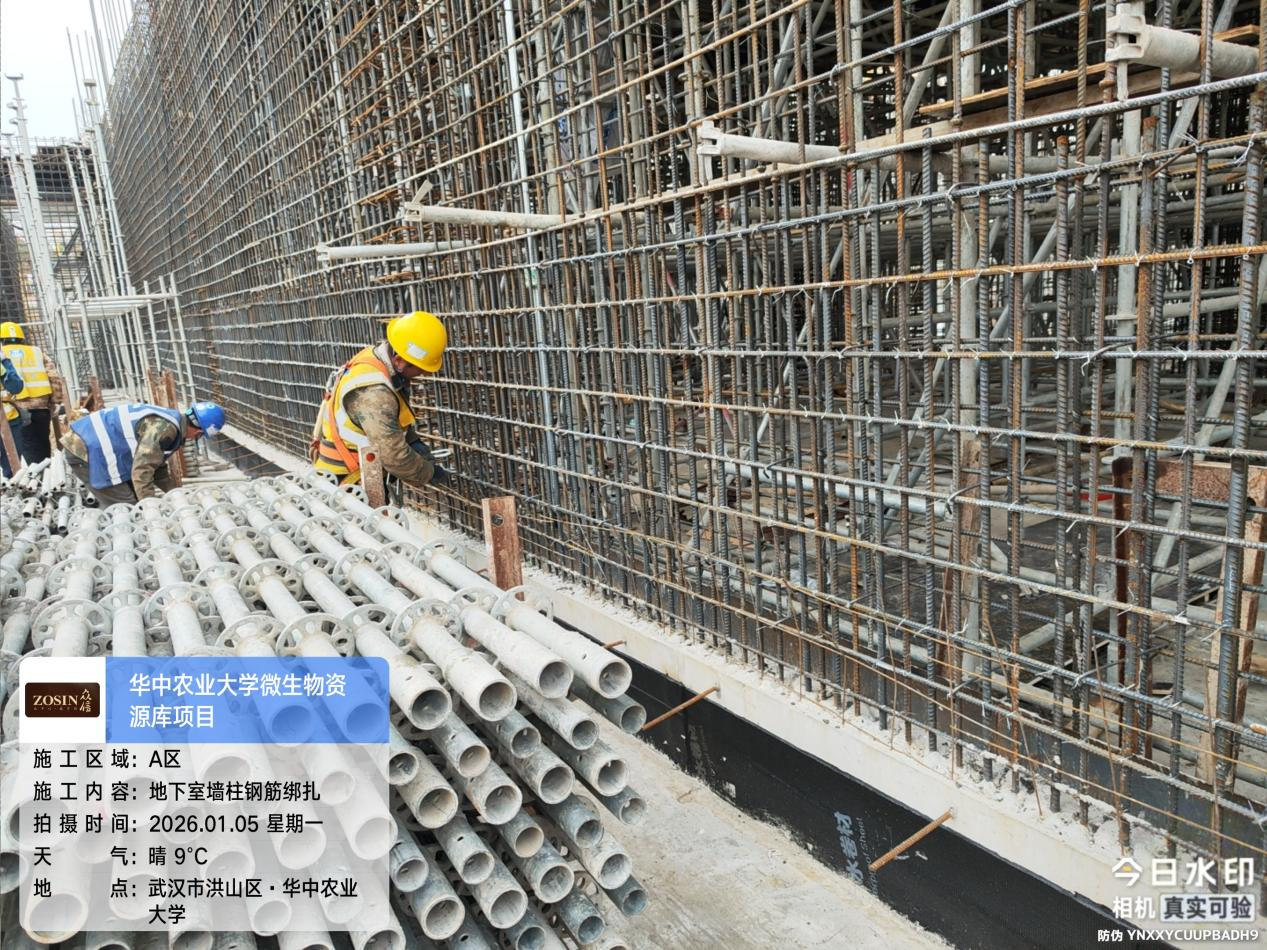 ZOSIN
众信
华中农业大学微生物资
源库项目
施工区域：A区
施工内容：地下室墙柱钢筋绑扎
拍摄时间：2026.01.05 星期一
天气：晴 9℃
地点：武汉市洪山区·华中农业
大学
水卷材
Sheet
今日水印
相机 真实可验
防伪 YNXXYCUUPBADH9